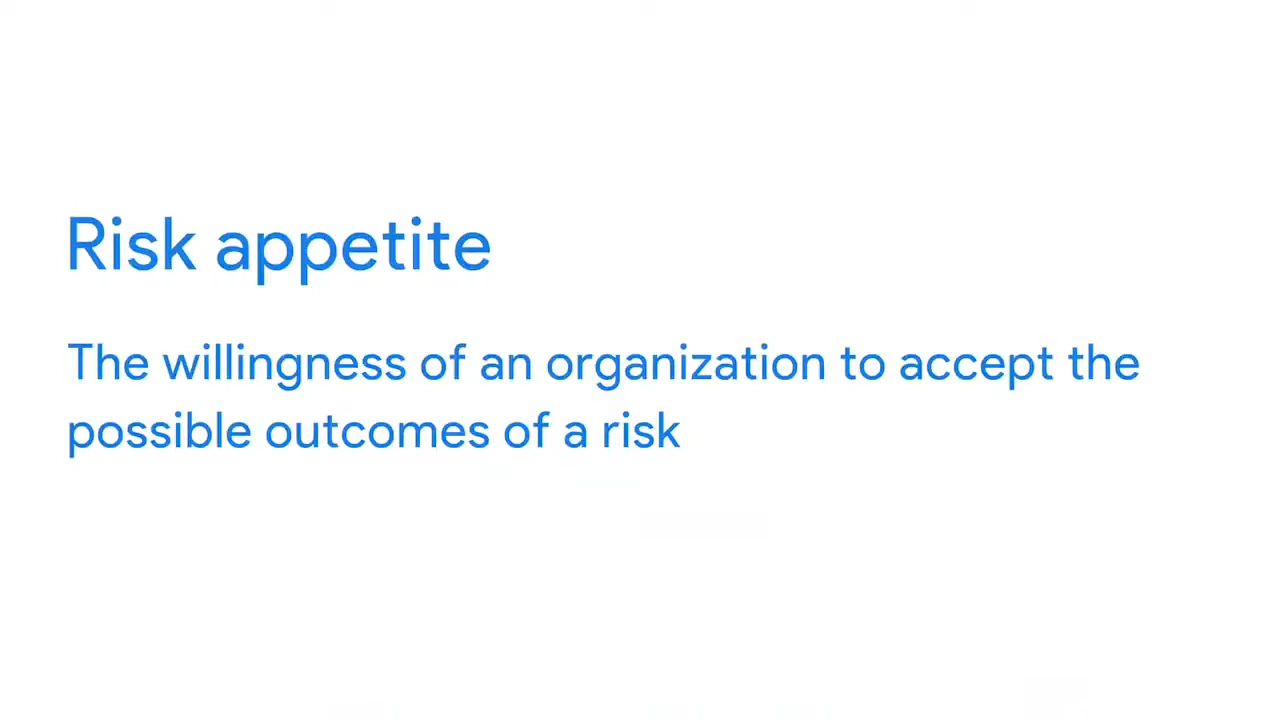 Risk appetite
The willingness of an organization to accept the
possible outcomes of a risk